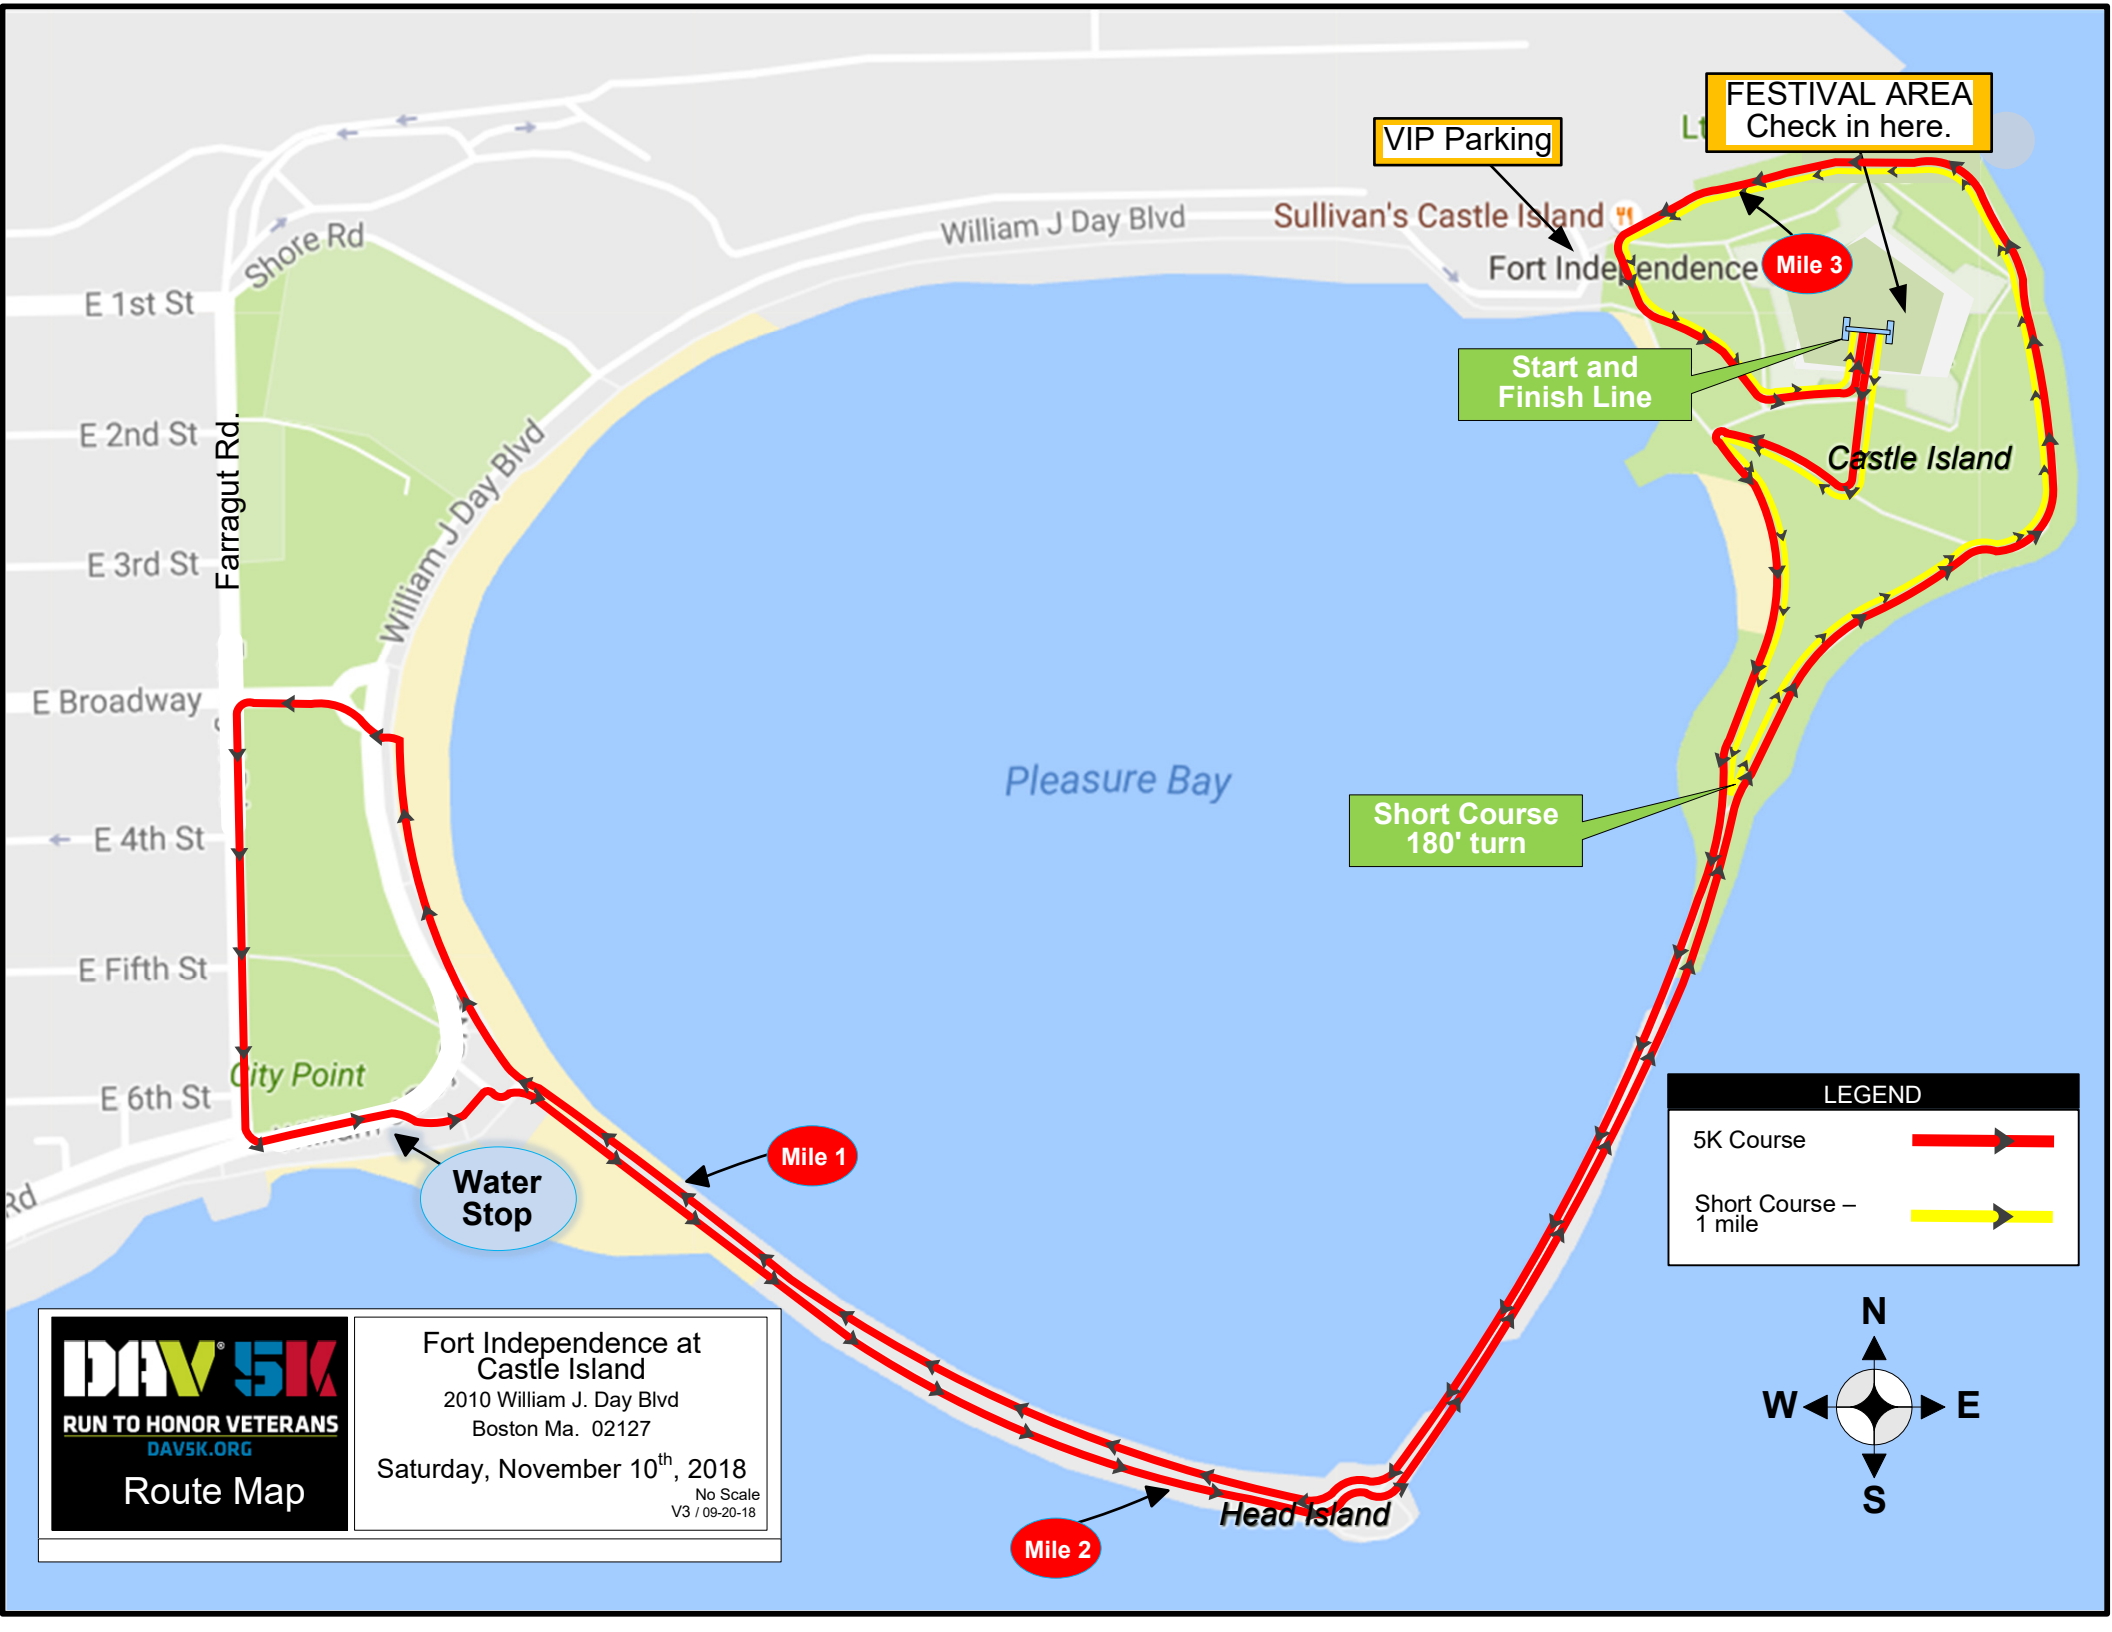 FESTIVAL AREA
Check in here.
Lt
VIP Parking
Sullivan's Castle Island
William J Day Blvd
Shore Rd
Fort Independence
Mile 3
E 1st St
Start and
Finish Line
E 2nd St
Farragut Rd.
William J Day Blvd
Castle Island
E 3rd St
E Broadway
Pleasure Bay
Short Course
180' turn
E 4th St
E Fifth St
City Point
E 6th St
Mile 1
Water
Stop
Rd
LEGEND
5K Course
Short Course –
1 mile
Head Island
Mile 2
N
W
E
S
DAV® 5K
RUN TO HONOR VETERANS
DAV5K.ORG
Route Map
Fort Independence at
Castle Island
2010 William J. Day Blvd
Boston Ma. 02127
Saturday, November 10th, 2018
No Scale
V3 / 09-20-18